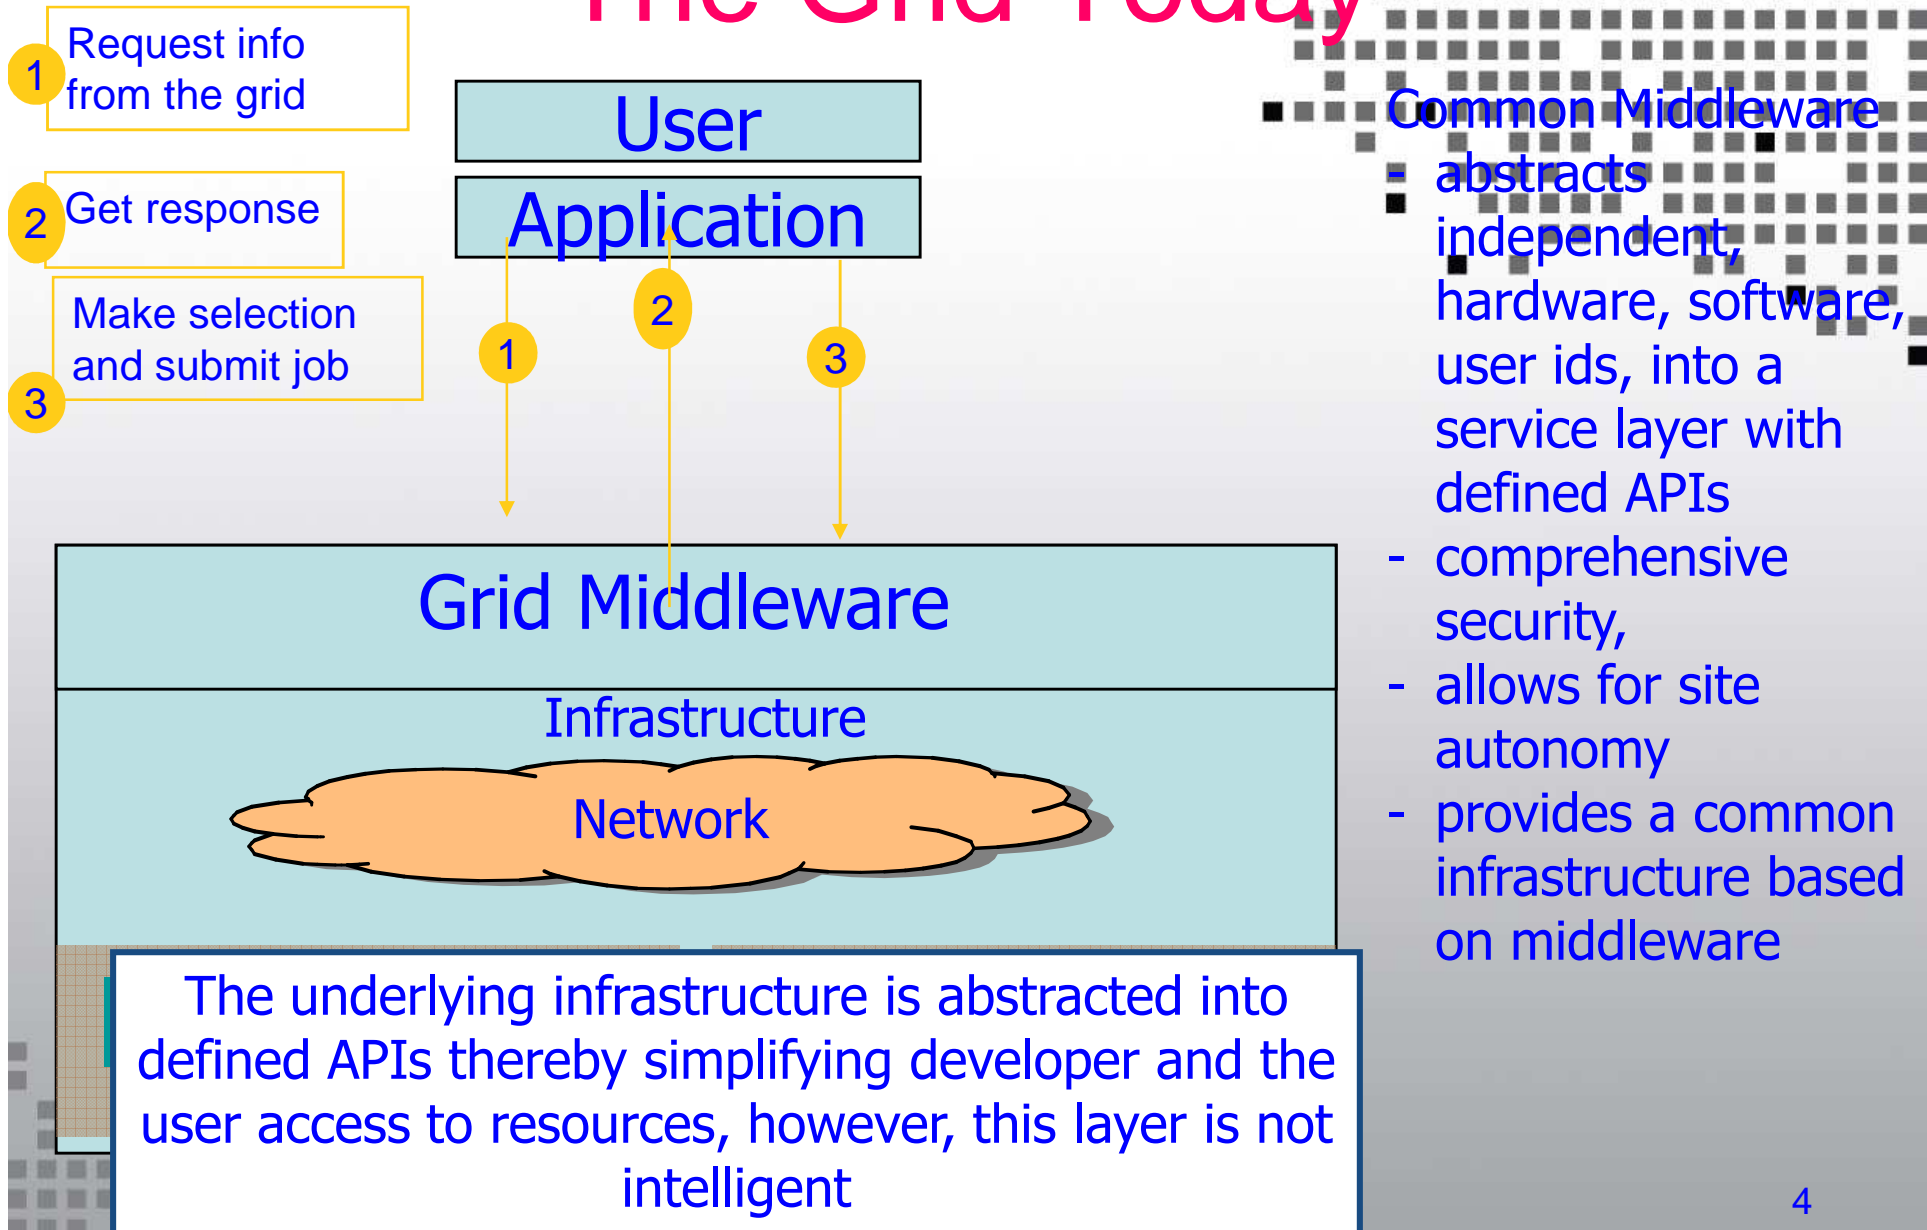 The Grid Today
1
Request info
from the grid
2
Get response
Make selection
and submit job
3
User
Application
1
2
3
Grid Middleware
Infrastructure
Network
The underlying infrastructure is abstracted into
defined APIs thereby simplifying developer and the
user access to resources, however, this layer is not
intelligent
Common Middleware
- abstracts
independent,
hardware, software,
user ids, into a
service layer with
defined APIs
- comprehensive
security,
- allows for site
autonomy
- provides a common
infrastructure based
on middleware
4